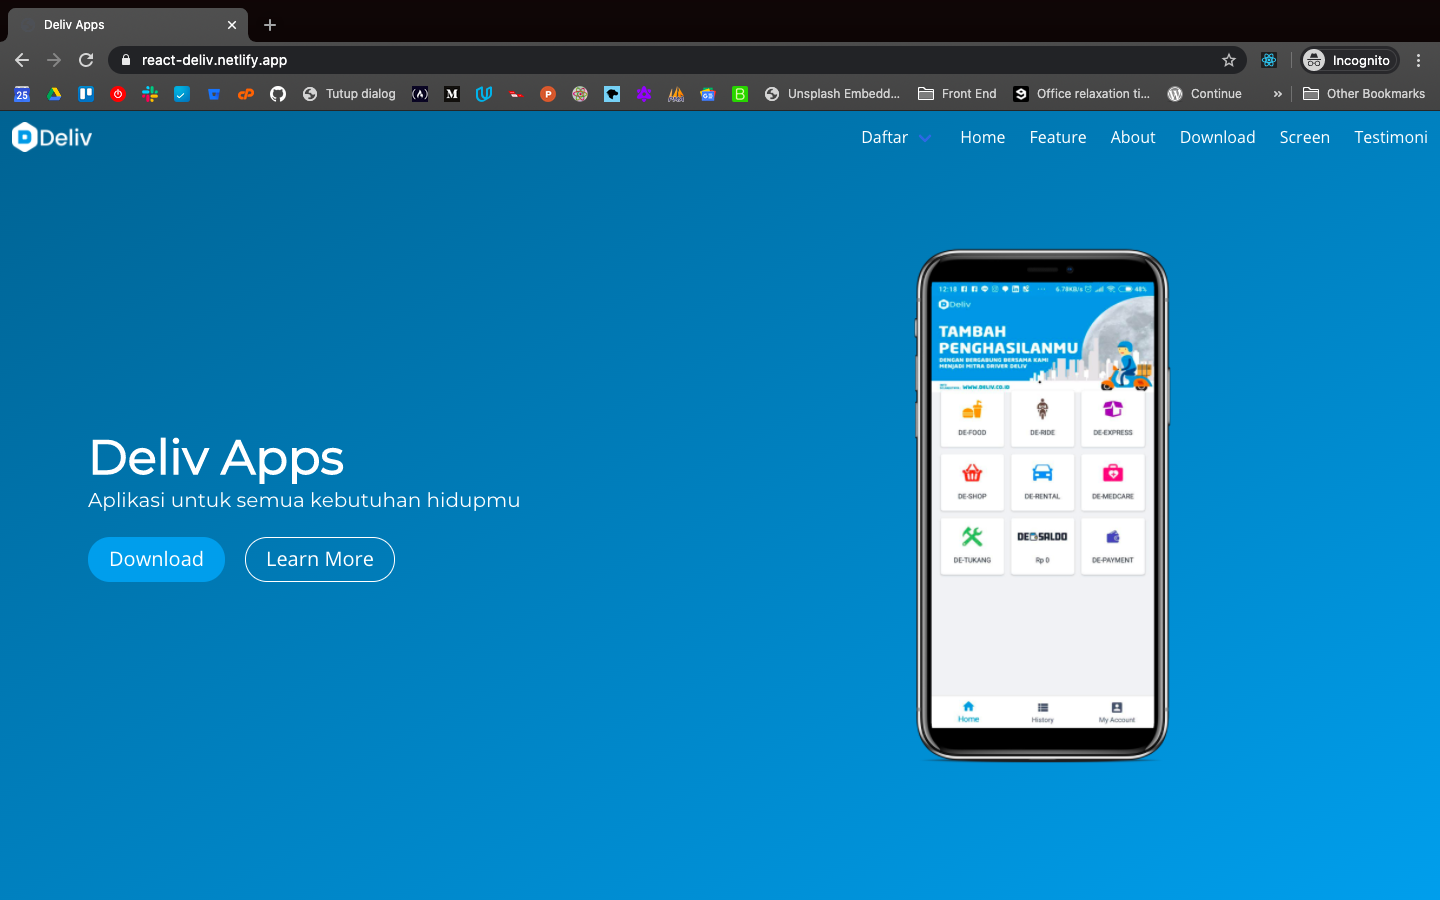 Deliv Apps
react-deliv.netlify.app
Incognito
25
Tutup dialog
Unsplash Embedd...
Front End
Office relaxation ti...
Continue
Other Bookmarks
Deliv
Daftar
Home
Feature
About
Download
Screen
Testimoni
Deliv Apps
Aplikasi untuk semua kebutuhan hidupmu
Download
Learn More
12:18
6.78KB/s
48%
Deliv
TAMBAH
PENGHASILANMU
DENGAN BERGABUNG BERSAMA KAMI
MENJADI MITRA DRIVER DELIV
WWW.DELIV.CO.ID
DE-FOOD
DE-RIDE
DE-EXPRESS
DE-SHOP
DE-RENTAL
DE-MEDCARE
DE-TUKANG
DE SALDO
Rp 0
DE-PAYMENT
Home
History
My Account